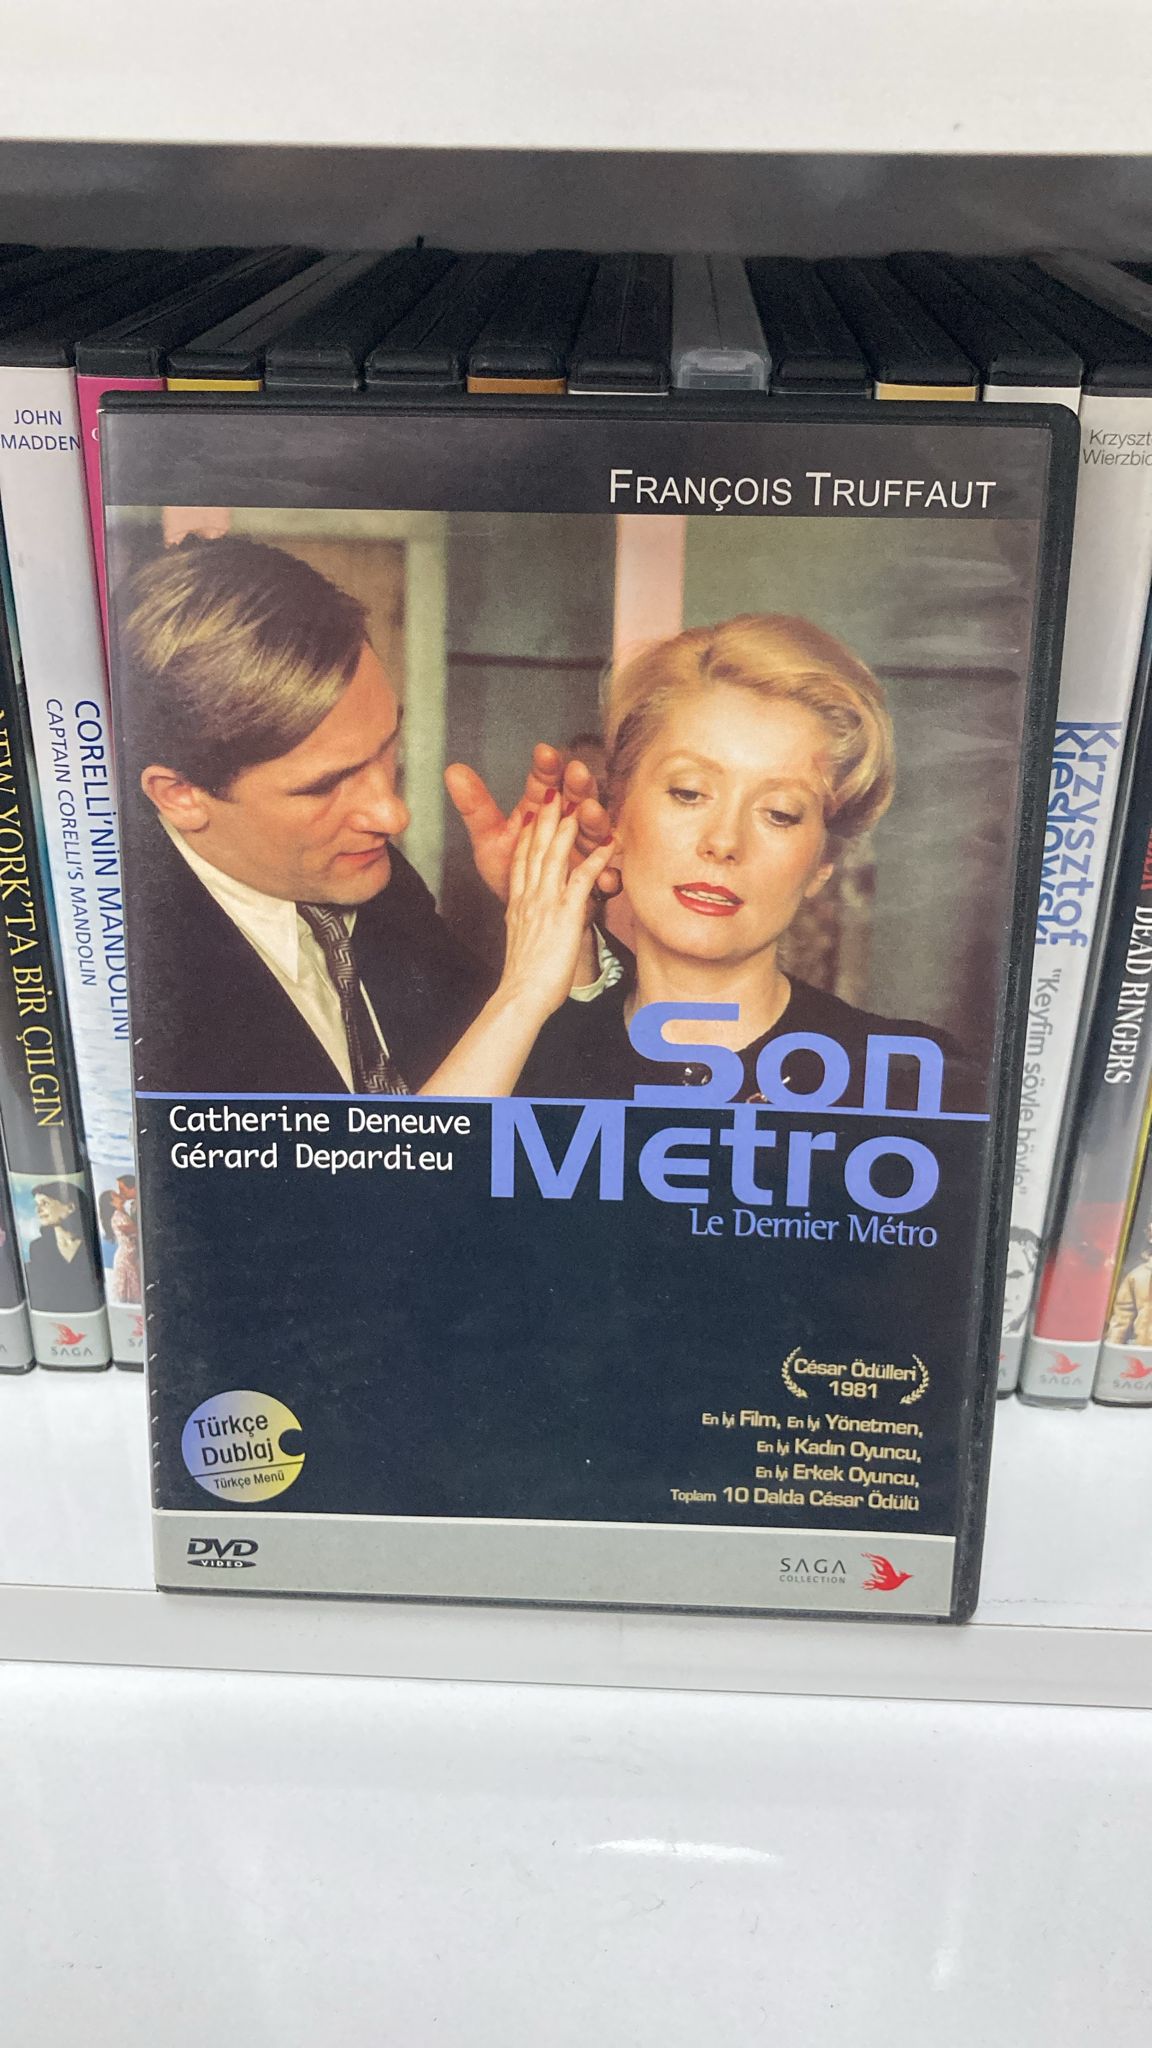 FRANÇOIS TRUFFAUT
Son
Metro
Le Dernier Métro
Catherine Deneuve
Gérard Depardieu
César Ödülleri
1981
En İyi Film, En İyi Yönetmen,
En İyi Kadın Oyuncu,
En İyi Erkek Oyuncu,
Toplam 10 Dalda César Ödülü
Türkçe
Dublaj
Türkçe Menü
DVD
VIDEO
SAGA
COLLECTION
NEW YORK'TA BİR ÇILGIN
SAGA
JOHN
MADDEN
CORELLİ'NİN MANDOLINI
CAPTAIN CORELLI'S MANDOLIN
Krzysztof
Kieślowski
"Keyfim söyle böyle"
DEAD RINGERS
SAGA
SAGA